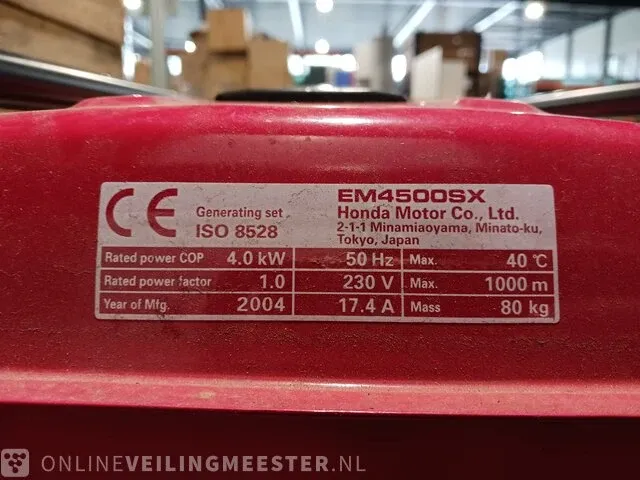 CE
Generating set
ISO 8528
EM4500SX
Honda Motor Co., Ltd.
2-1-1 Minamiaoyama, Minato-ku,
Tokyo, Japan
Rated power COP 4.0 kW 50 Hz Max. 40 ℃
Rated power factor 1.0 230 V Max. 1000 m
Year of Mfg. 2004 17.4 A Mass 80 kg
ONLINEVEILINGMEESTER.NL